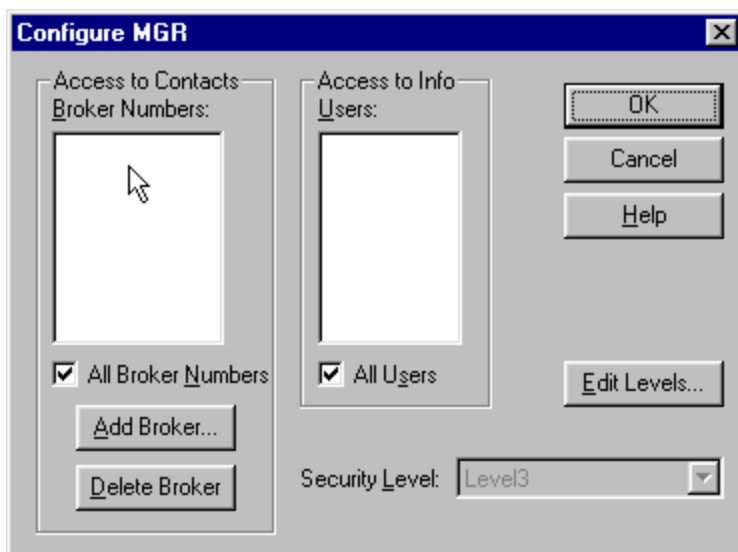 Configure MGR
Access to Contacts
Broker Numbers:
All Broker Numbers
Add Broker...
Delete Broker
Access to Info
Users:
All Users
OK
Cancel
Help
Edit Levels...
Security Level: Level3